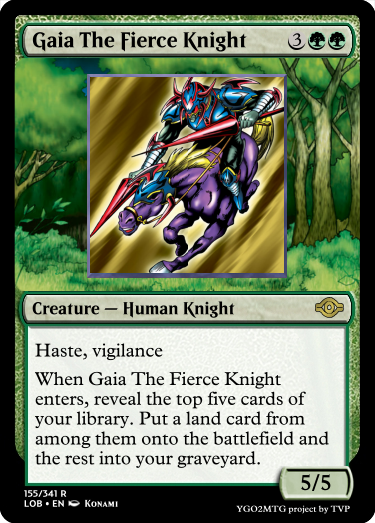 Gaia The Fierce Knight 3
Creature — Human Knight
Haste, vigilance
When Gaia The Fierce Knight
enters, reveal the top five cards of
your library. Put a land card from
among them onto the battlefield and
the rest into your graveyard.
5/5
155/341 R
LOB • EN KONAMI
YGO2MTG project by TVP